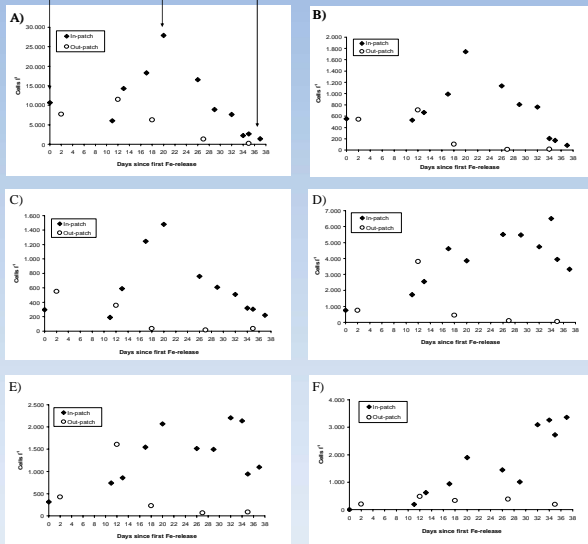 A)
In-patch
Out-patch
30.000
25.000
20.000
15.000
10.000
5.000
0
Cells l⁻¹
0 2 4 6 8 10 12 14 16 18 20 22 24 26 28 30 32 34 36 38
Days since first Fe-release
B)
In-patch
Out-patch
2.000
1.800
1.600
1.400
1.200
1.000
800
600
400
200
0
Cells l⁻¹
0 2 4 6 8 10 12 14 16 18 20 22 24 26 28 30 32 34 36 38
Days since first Fe-release
C)
In-patch
Out-patch
1.600
1.400
1.200
1.000
800
600
400
200
0
Cells l⁻¹
0 2 4 6 8 10 12 14 16 18 20 22 24 26 28 30 32 34 36 38
Days since first Fe-release
D)
In-patch
Out-patch
7.000
6.000
5.000
4.000
3.000
2.000
1.000
0
Cells l⁻¹
0 2 4 6 8 10 12 14 16 18 20 22 24 26 28 30 32 34 36 38
Days since first Fe-release
E)
In-patch
Out-patch
2.500
2.000
1.500
1.000
500
0
Cells l⁻¹
0 2 4 6 8 10 12 14 16 18 20 22 24 26 28 30 32 34 36 38
Days since first Fe-release
F)
In-patch
Out-patch
4.000
3.000
2.000
1.000
0
Cells l⁻¹
0 2 4 6 8 10 12 14 16 18 20 22 24 26 28 30 32 34 36 38
Days since first Fe-release